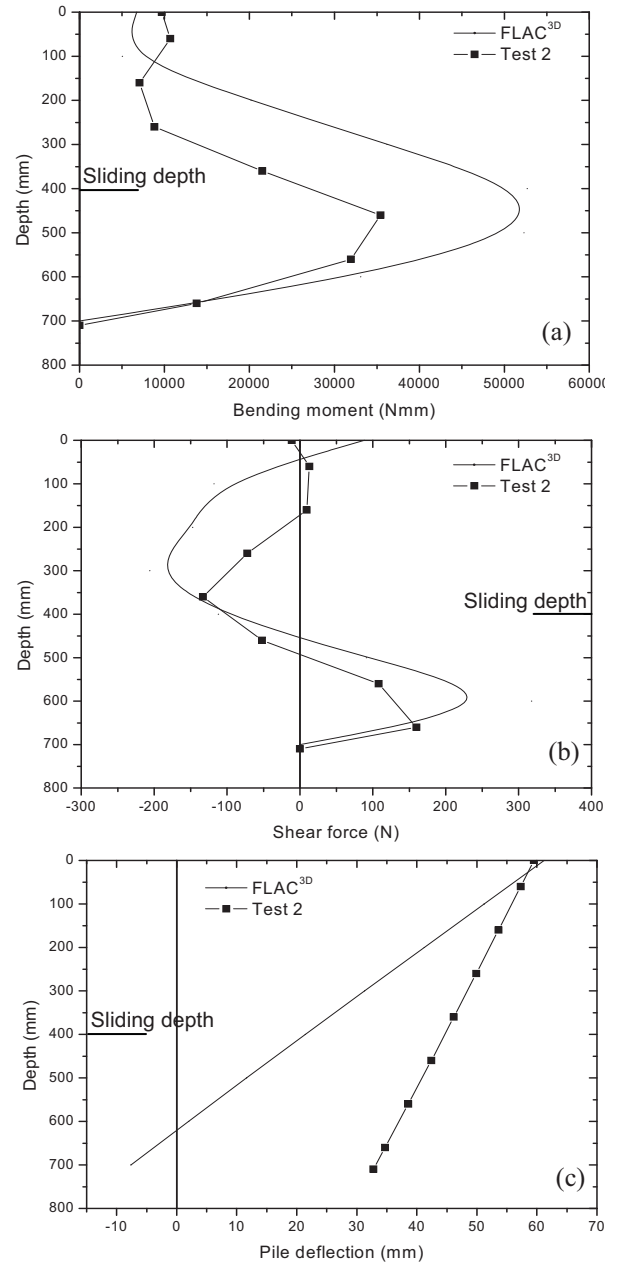 0
100
200
300
400
500
600
700
800
Depth (mm)
FLAC3D
Test 2
Sliding depth
(a)
0 10000 20000 30000 40000 50000 60000
Bending moment (Nmm)
0
100
200
300
400
500
600
700
800
Depth (mm)
FLAC3D
Test 2
Sliding depth
(b)
-300 -200 -100 0 100 200 300 400
Shear force (N)
0
100
200
300
400
500
600
700
800
Depth (mm)
FLAC3D
Test 2
Sliding depth
(c)
-10 0 10 20 30 40 50 60 70
Pile deflection (mm)